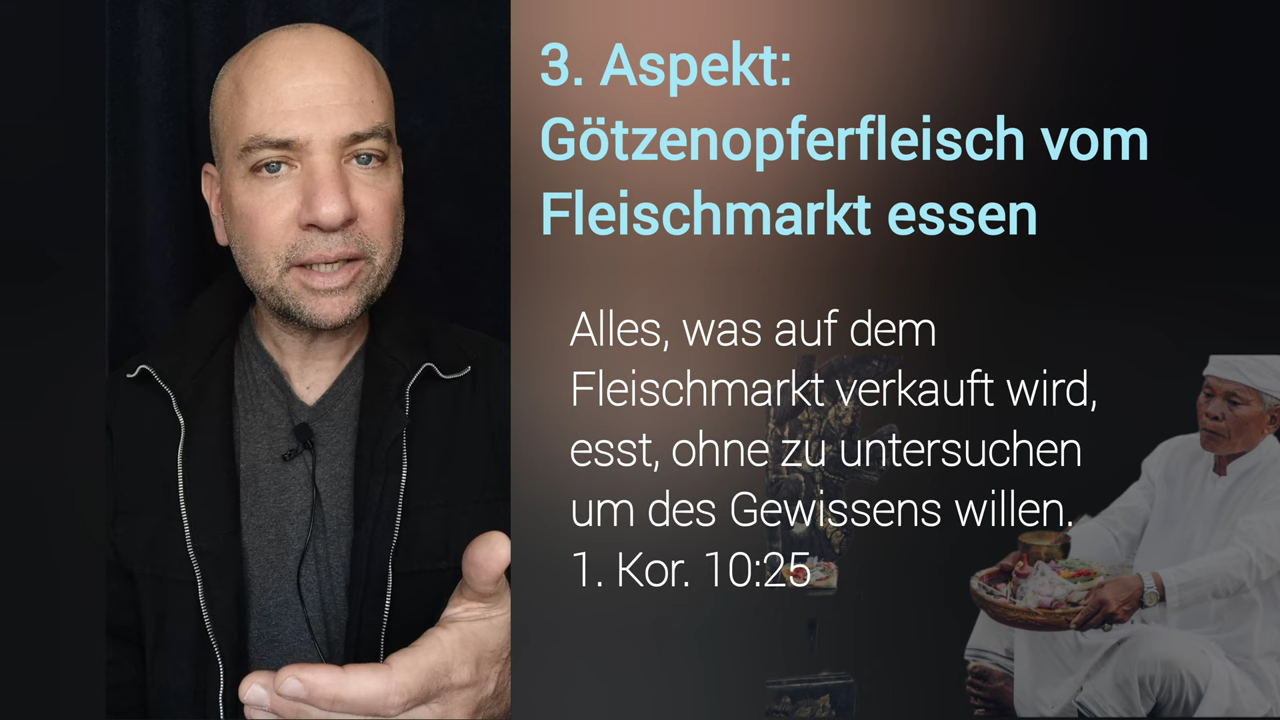 3. Aspekt:
Götzenopferfleisch vom
Fleischmarkt essen
Alles, was auf dem
Fleischmarkt verkauft wird,
esst, ohne zu untersuchen
um des Gewissens willen.
1. Kor. 10:25